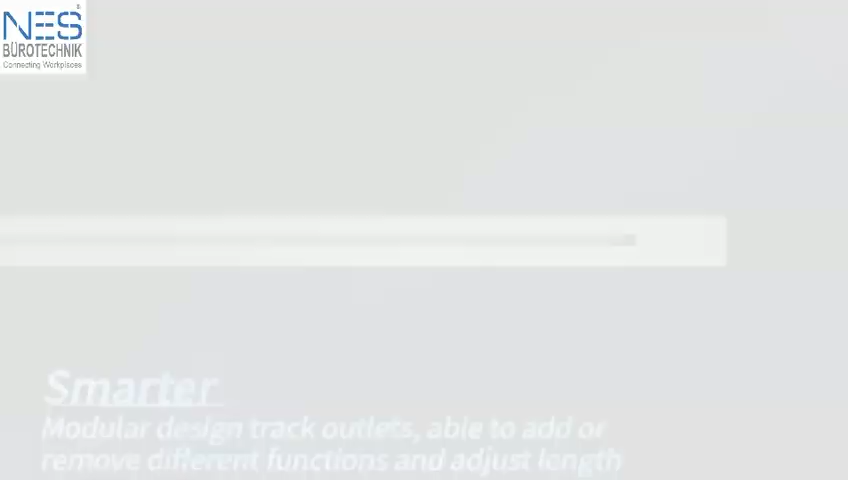 NES®
BÜROTECHNIK
Connecting Workplaces
Smarter
Modular design track outlets, able to add or
remove different functions and adjust length